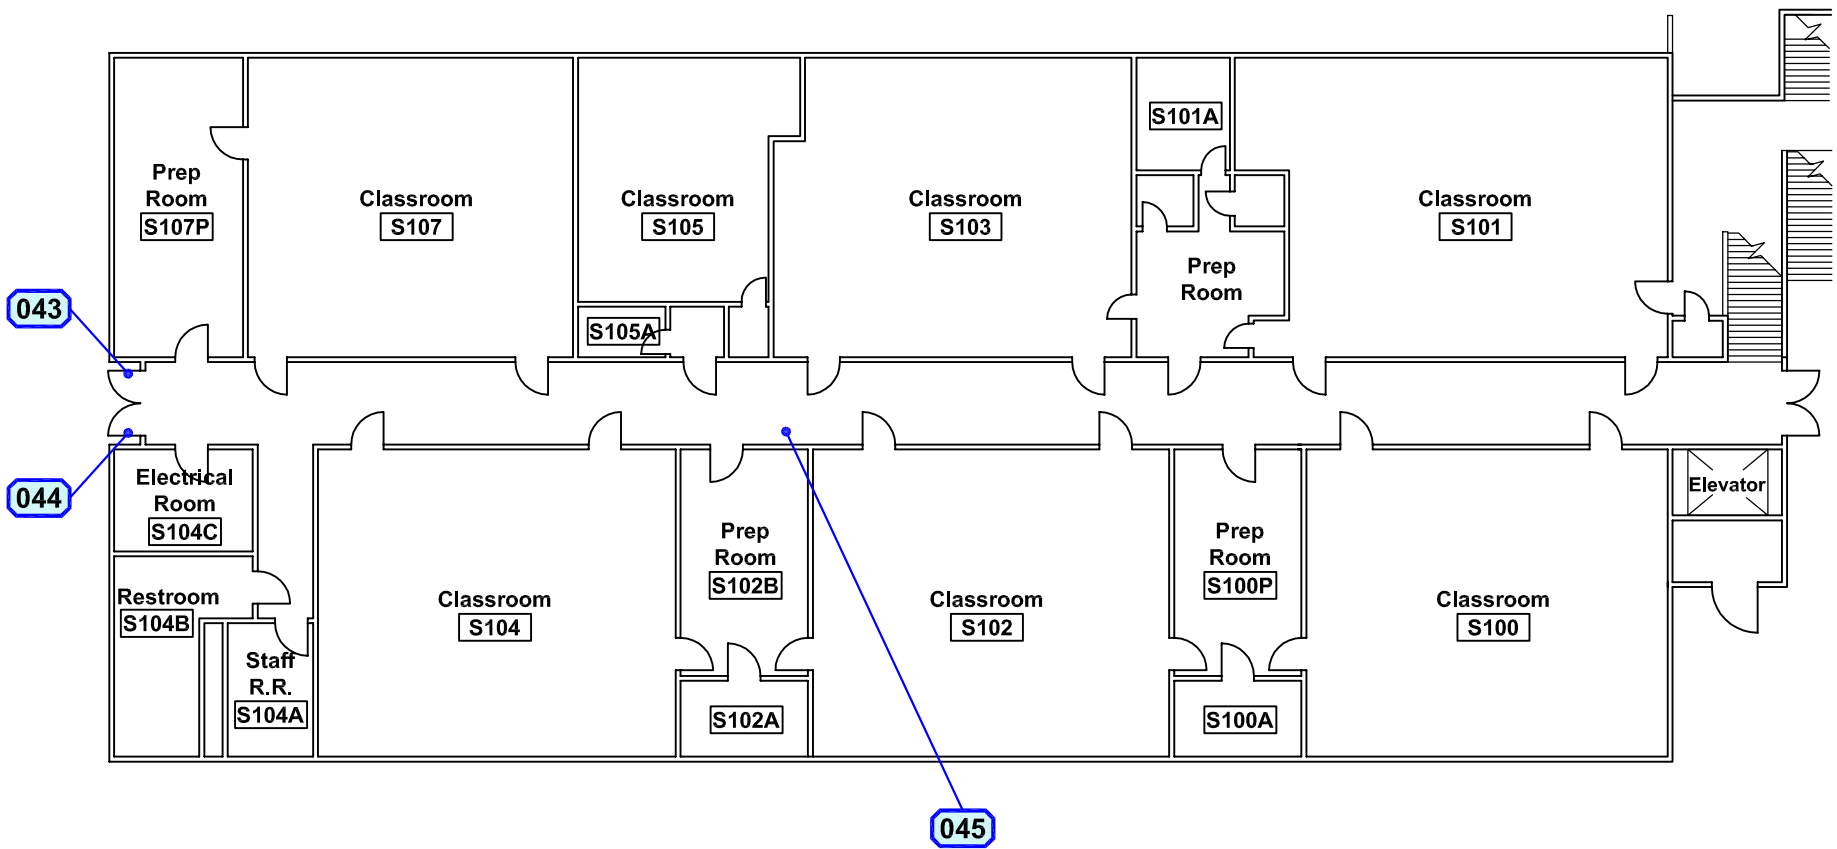 S101A
Prep
Room
S107P
Classroom
S107
Classroom
S105
Classroom
S103
Classroom
S101
Prep
Room
043
S105A
044
Electrical
Room
S104C
Elevator
Restroom
S104B
Classroom
S104
Prep
Room
S102B
Classroom
S102
Prep
Room
S100P
Classroom
S100
Staff
R.R.
S104A
S102A
S100A
045